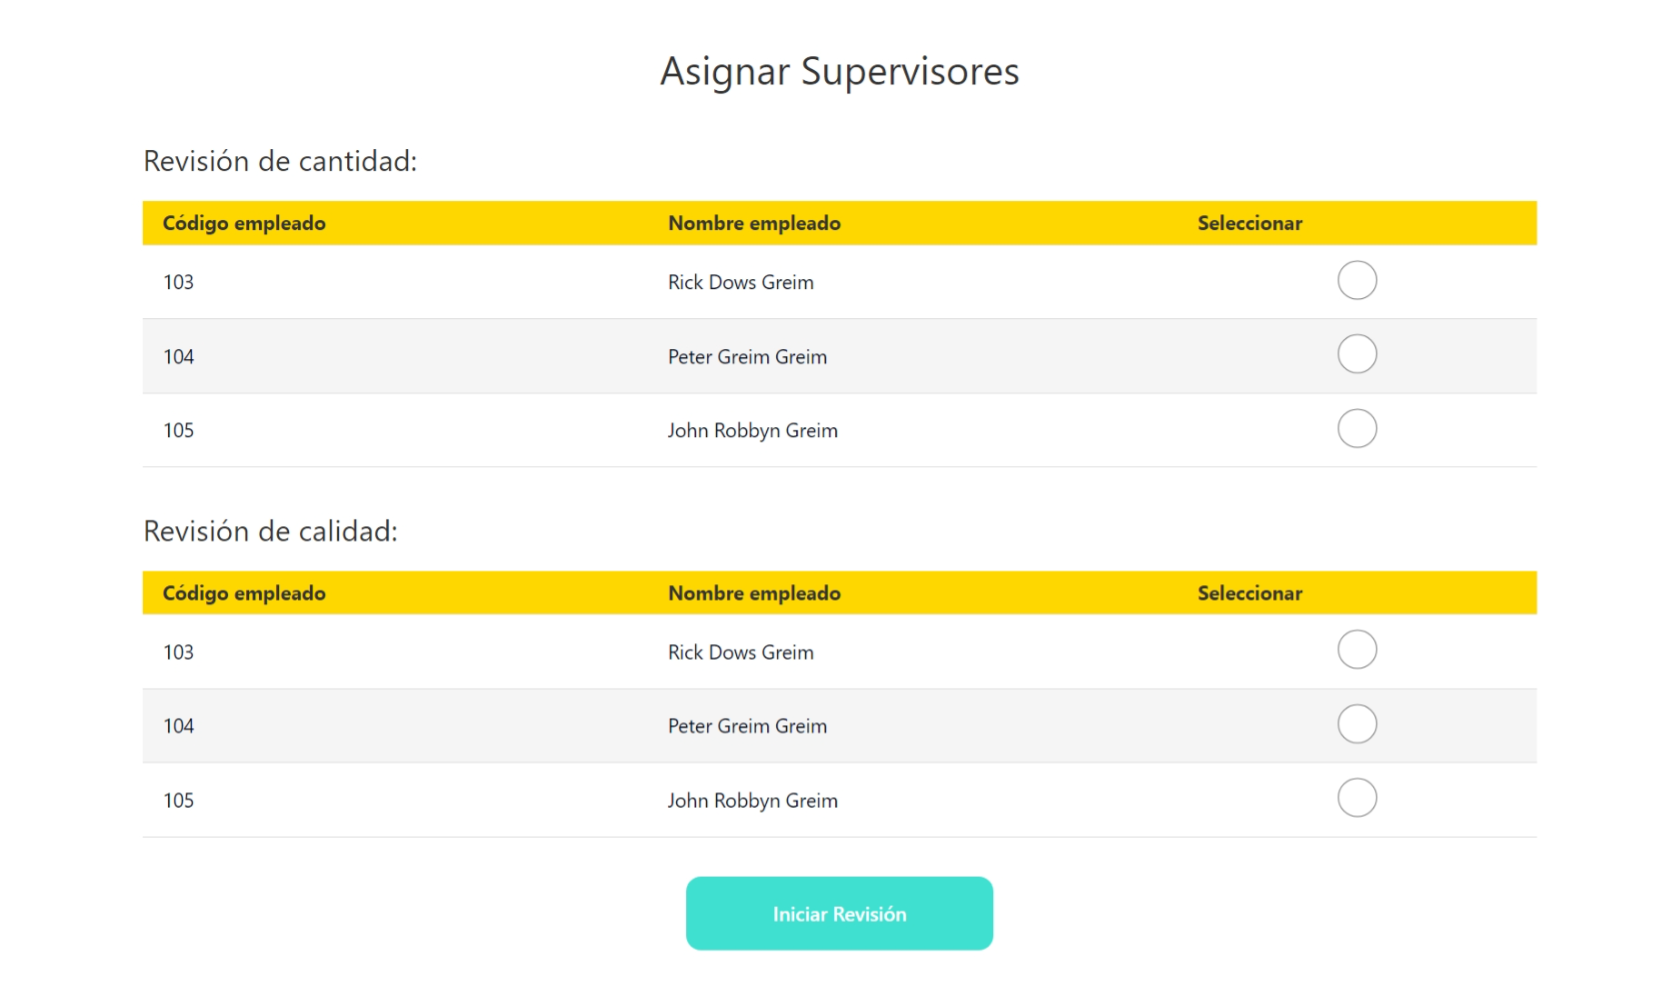 Asignar Supervisores
Revisión de cantidad:
Código empleado Nombre empleado Seleccionar
103 Rick Dows Greim
104 Peter Greim Greim
105 John Robbyn Greim
Revisión de calidad:
Código empleado Nombre empleado Seleccionar
103 Rick Dows Greim
104 Peter Greim Greim
105 John Robbyn Greim
Iniciar Revisión